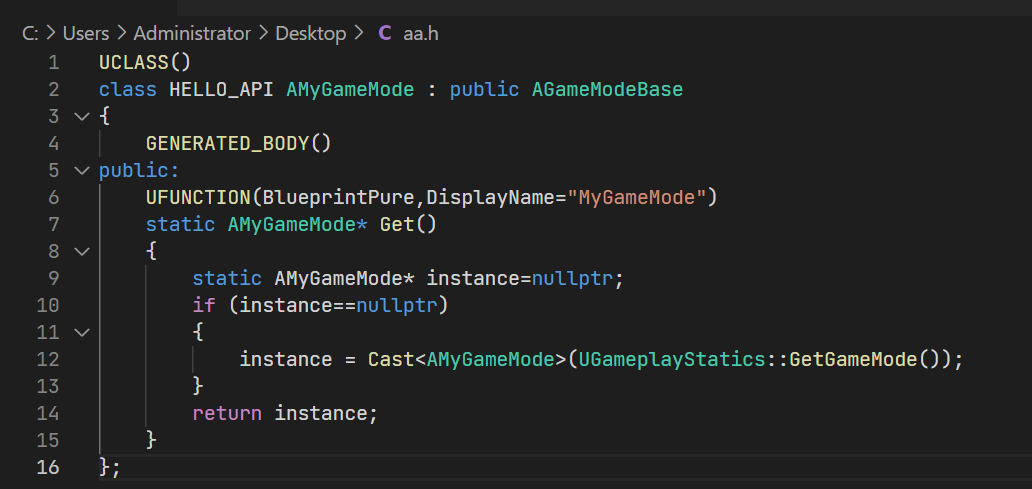 C: > Users > Administrator > Desktop > C aa.h
1 UCLASS()
2 class HELLO_API AMyGameMode : public AGameModeBase
3 {
4     GENERATED_BODY()
5 public:
6     UFUNCTION(BlueprintPure,DisplayName="MyGameMode")
7     static AMyGameMode* Get()
8     {
9         static AMyGameMode* instance=nullptr;
10         if (instance==nullptr)
11         {
12             instance = Cast<AMyGameMode>(UGameplayStatics::GetGameMode());
13         }
14         return instance;
15     }
16 };